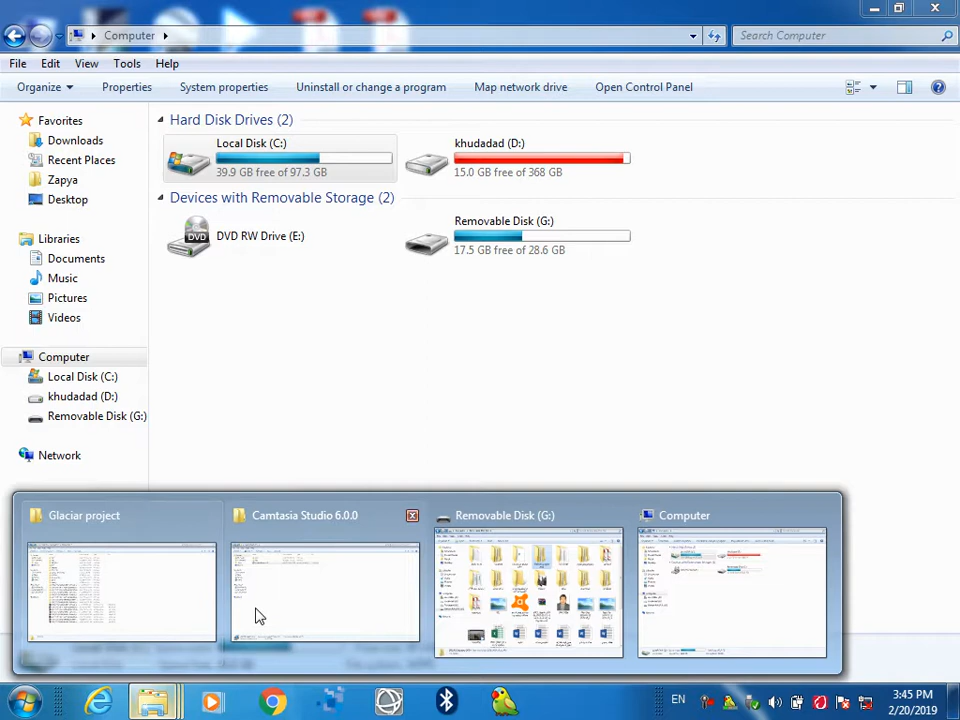 Computer
Search Computer
File Edit View Tools Help
Organize Properties System properties Uninstall or change a program Map network drive Open Control Panel
Favorites
Downloads
Recent Places
Zapya
Desktop
Libraries
Documents
Music
Pictures
Videos
Computer
Local Disk (C:)
khudadad (D:)
Removable Disk (G:)
Network
Hard Disk Drives (2)
Local Disk (C:)
39.9 GB free of 97.3 GB
khudadad (D:)
15.0 GB free of 368 GB
Devices with Removable Storage (2)
DVD RW Drive (E:)
DVD
Removable Disk (G:)
17.5 GB free of 28.6 GB
Glaciar project
Camtasia Studio 6.0.0
Removable Disk (G:)
Computer
EN
3:45 PM
2/20/2019